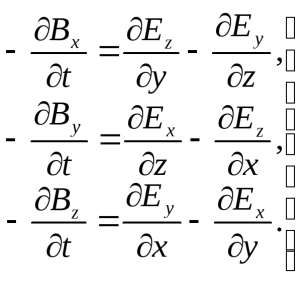 - ∂B_x/∂t = ∂E_z/∂y - ∂E_y/∂z,
- ∂B_y/∂t = ∂E_x/∂z - ∂E_z/∂x,
- ∂B_z/∂t = ∂E_y/∂x - ∂E_x/∂y.